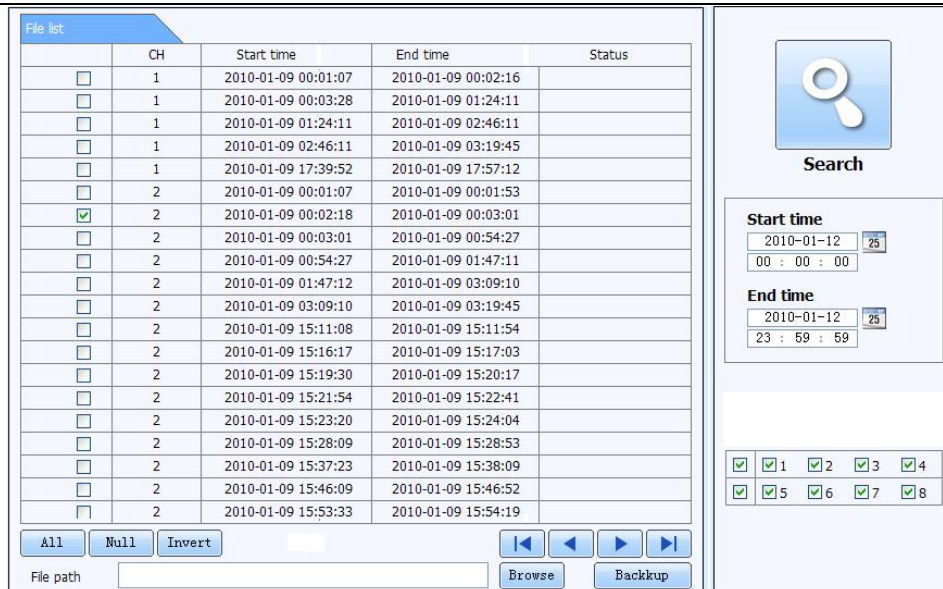 File list
CH Start time End time Status
1 2010-01-09 00:01:07 2010-01-09 00:02:16
1 2010-01-09 00:03:28 2010-01-09 01:24:11
1 2010-01-09 01:24:11 2010-01-09 02:46:11
1 2010-01-09 02:46:11 2010-01-09 03:19:45
1 2010-01-09 17:39:52 2010-01-09 17:57:12
2 2010-01-09 00:01:07 2010-01-09 00:01:53
2 2010-01-09 00:02:18 2010-01-09 00:03:01
2 2010-01-09 00:03:01 2010-01-09 00:54:27
2 2010-01-09 00:54:27 2010-01-09 01:47:11
2 2010-01-09 01:47:12 2010-01-09 03:09:10
2 2010-01-09 03:09:10 2010-01-09 03:19:45
2 2010-01-09 15:11:08 2010-01-09 15:11:54
2 2010-01-09 15:16:17 2010-01-09 15:17:03
2 2010-01-09 15:19:30 2010-01-09 15:20:17
2 2010-01-09 15:21:54 2010-01-09 15:22:41
2 2010-01-09 15:23:20 2010-01-09 15:24:04
2 2010-01-09 15:28:09 2010-01-09 15:28:53
2 2010-01-09 15:37:23 2010-01-09 15:38:09
2 2010-01-09 15:46:09 2010-01-09 15:46:52
2 2010-01-09 15:53:33 2010-01-09 15:54:19
All Null Invert
File path Browse Backkup
Search
Start time
2010-01-12 25
00 : 00 : 00
End time
2010-01-12 25
23 : 59 : 59
1 2 3 4
5 6 7 8